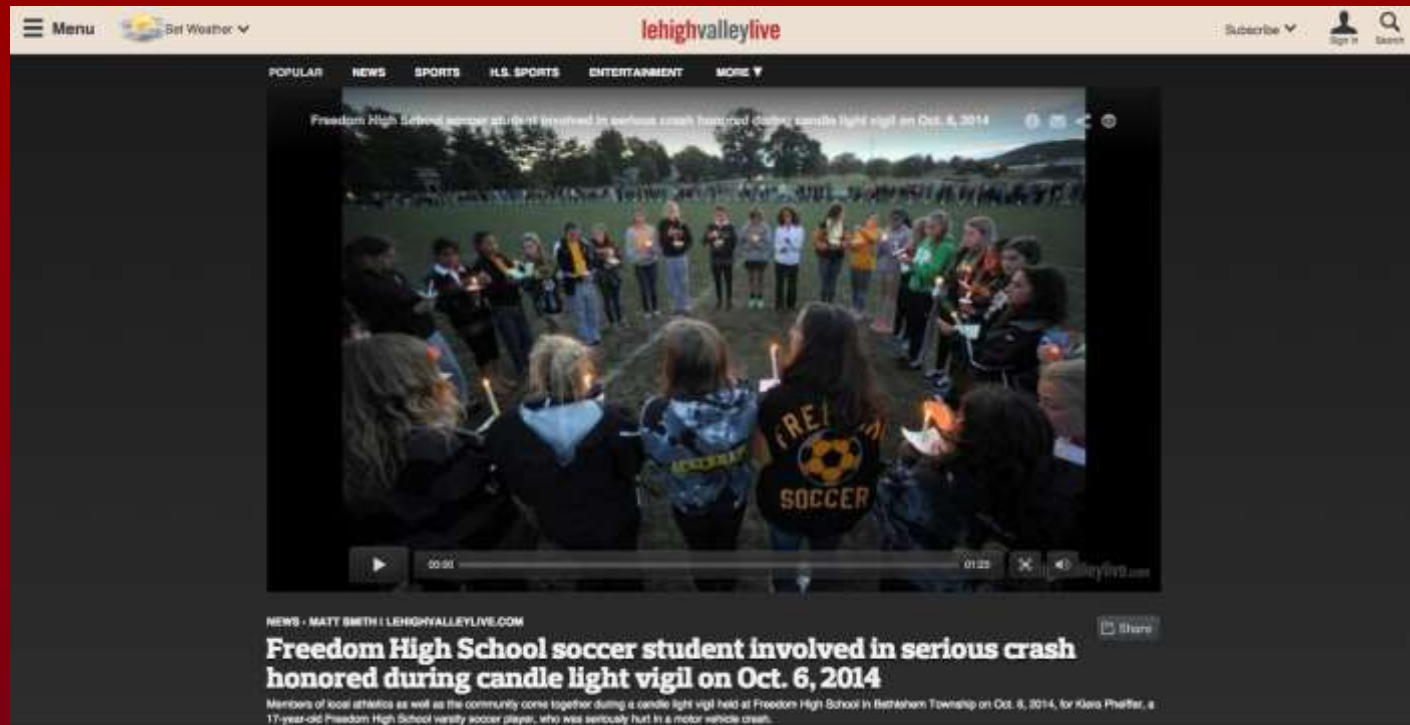 Menu
Set Weather
lehighvalleylive
Subscribe
Sign in
Search
POPULAR NEWS SPORTS H.S. SPORTS ENTERTAINMENT MORE
Freedom High School soccer student involved in serious crash honored during candle light vigil on Oct. 6, 2014
SOCCER
00:00
01:23
NEWS - MATT SMITH | LEHIGHVALLEYLIVE.COM
Share
Freedom High School soccer student involved in serious crash
honored during candle light vigil on Oct. 6, 2014
Members of local athletics as well as the community come together during a candle light vigil held at Freedom High School in Bethlehem Township on Oct. 6, 2014, for Kiera Pfeiffer, a
17-year-old Freedom High School varsity soccer player, who was seriously hurt in a motor vehicle crash.